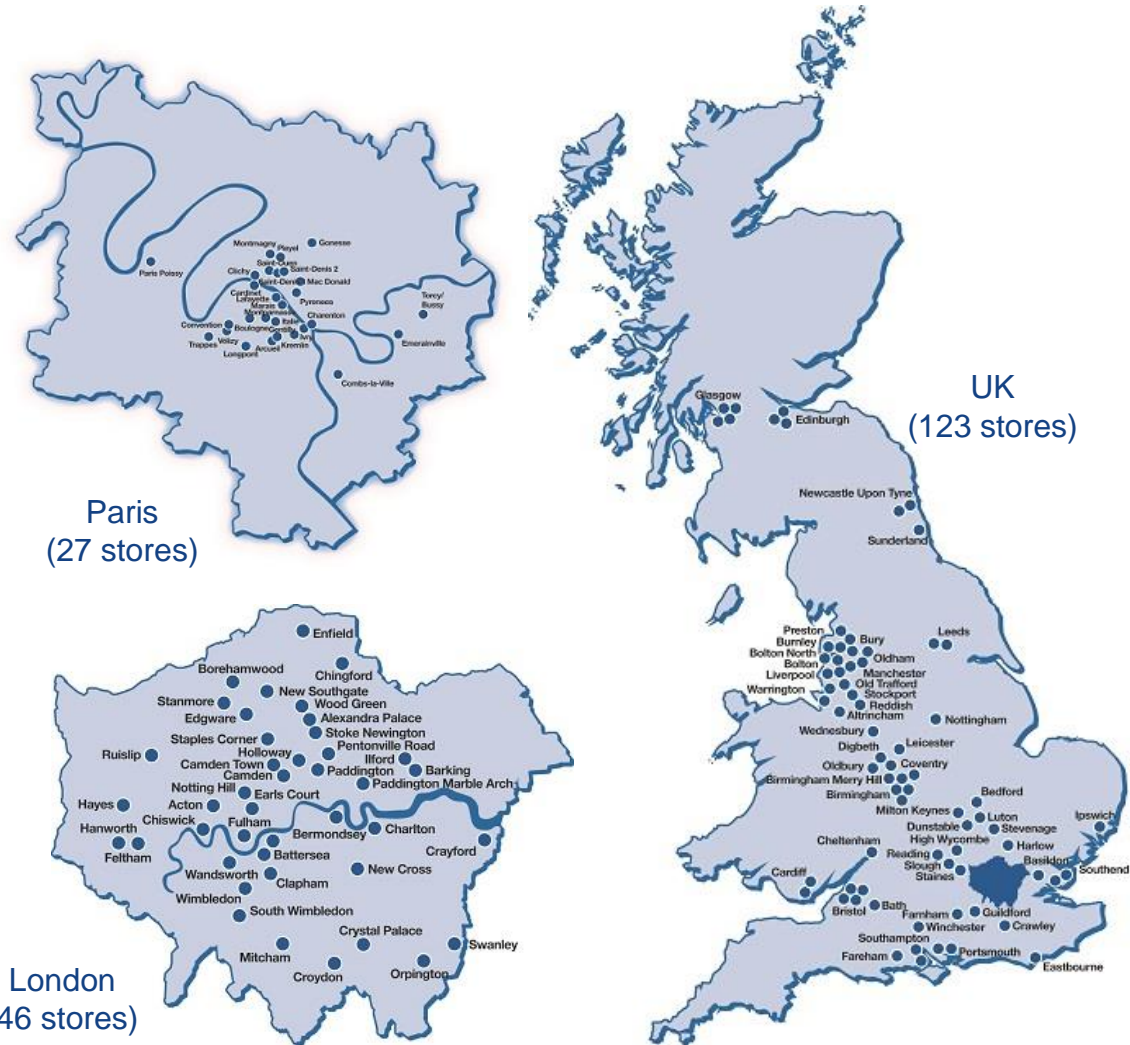 Montmagny
Pleyel
Gonesse
Saint-Ouen
Clichy
Saint-Denis 2
Paris Poissy
Saint-Denis 1
Mac Donald
Cardinet
Lafayette
Pyrenees
Marais
Torcy/
Bussy
Montparnasse
Charenton
Convention
Boulogne
Italie
Gentilly
Ivry
Velizy
Trappes
Arcueil
Kremlin
Longpont
Emerainville
Combs-la-Ville
Paris
(27 stores)
UK
(123 stores)
Glasgow
Edinburgh
Newcastle Upon Tyne
Sunderland
Preston
Bury
Leeds
Burnley
Bolton North
Oldham
Bolton
Manchester
Liverpool
Old Trafford
Warrington
Stockport
Reddish
Altrincham
Nottingham
Wednesbury
Leicester
Digbeth
Coventry
Oldbury
Birmingham Merry Hill
Birmingham
Bedford
Milton Keynes
Luton
Ipswich
Dunstable
Stevenage
Cheltenham
High Wycombe
Harlow
Reading
Basildon
Slough
Southend
Staines
Cardiff
Bristol
Bath
Farnham
Guildford
Winchester
Crawley
Southampton
Portsmouth
Fareham
Eastbourne
Enfield
Borehamwood
Chingford
New Southgate
Stanmore
Wood Green
Edgware
Alexandra Palace
Stoke Newington
Staples Corner
Pentonville Road
Holloway
Ilford
Ruislip
Camden Town
Paddington
Barking
Camden
Paddington Marble Arch
Notting Hill
Earls Court
Hayes
Acton
Chiswick
Fulham
Hanworth
Bermondsey
Charlton
Crayford
Feltham
Battersea
Wandsworth
New Cross
Clapham
Wimbledon
South Wimbledon
Crystal Palace
Swanley
Mitcham
Croydon
Orpington
London
46 stores)